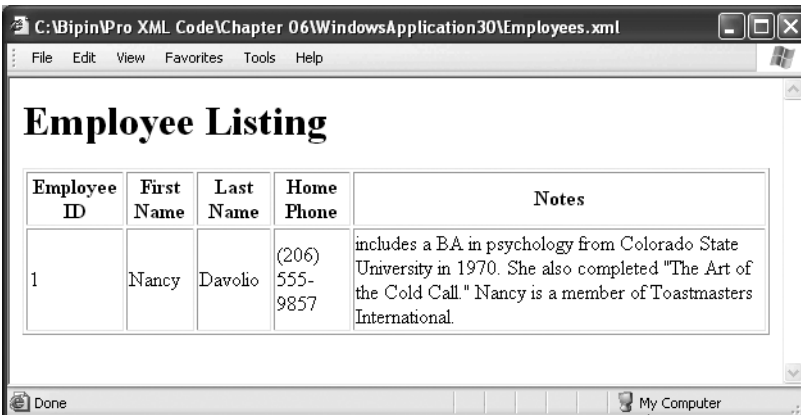 C:\Bipin\Pro XML Code\Chapter 06\WindowsApplication30\Employees.xml
File Edit View Favorites Tools Help
Employee Listing
Employee ID
First Name
Last Name
Home Phone
Notes
1
Nancy
Davolio
(206)
555-
9857
includes a BA in psychology from Colorado State
University in 1970. She also completed "The Art of
the Cold Call." Nancy is a member of Toastmasters
International.
Done
My Computer